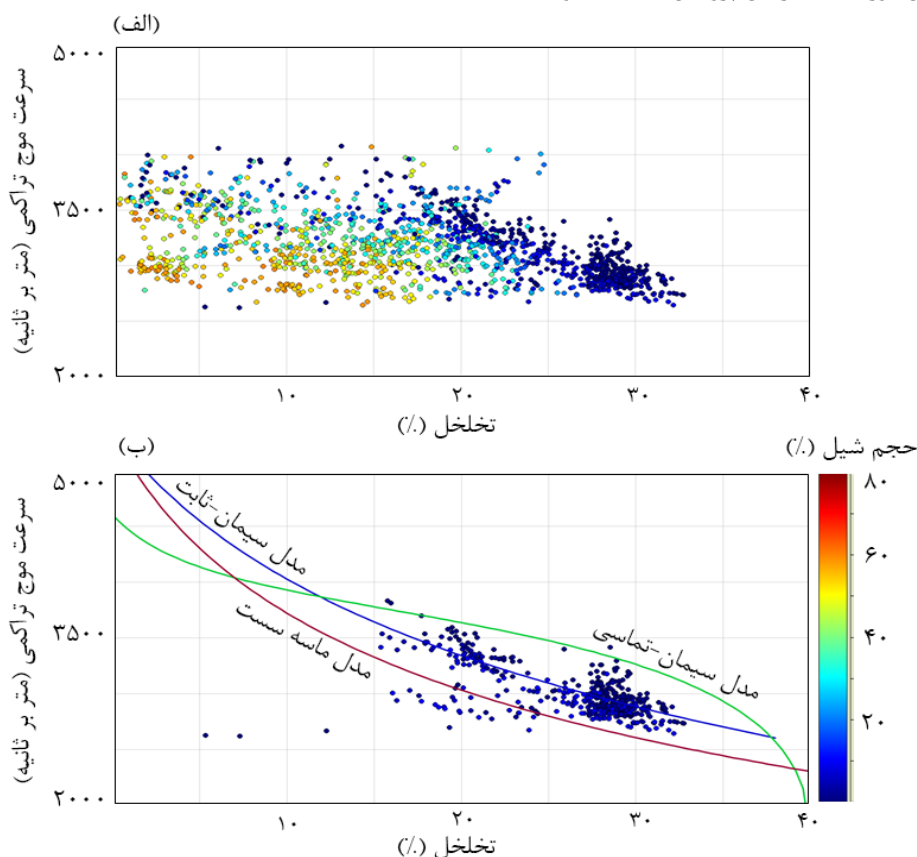 (الف)
۵۰۰۰
۳۵۰۰
۲۰۰۰
سرعت موج تراکمی (متر بر ثانیه)
۱۰
۲۰
۳۰
۴۰
تخلخل (٪)
(ب)
حجم شیل (٪)
۵۰۰۰
۳۵۰۰
۲۰۰۰
سرعت موج تراکمی (متر بر ثانیه)
مدل سیمان-ثابت
مدل ماسه سست
مدل سیمان-تماسی
۸۰
۶۰
۴۰
۲۰
۱۰
۲۰
۳۰
۴۰
تخلخل (٪)